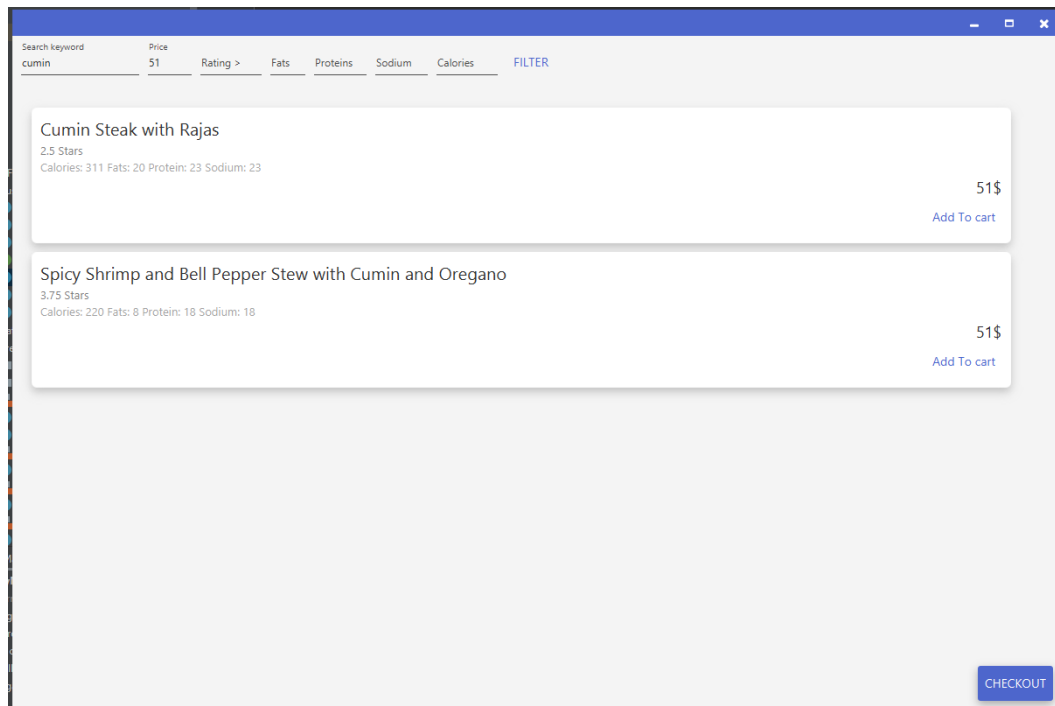 Search keyword Price
cumin 51 Rating > Fats Proteins Sodium Calories FILTER
Cumin Steak with Rajas
2.5 Stars
Calories: 311 Fats: 20 Protein: 23 Sodium: 23
51$
Add To cart
Spicy Shrimp and Bell Pepper Stew with Cumin and Oregano
3.75 Stars
Calories: 220 Fats: 8 Protein: 18 Sodium: 18
51$
Add To cart
CHECKOUT